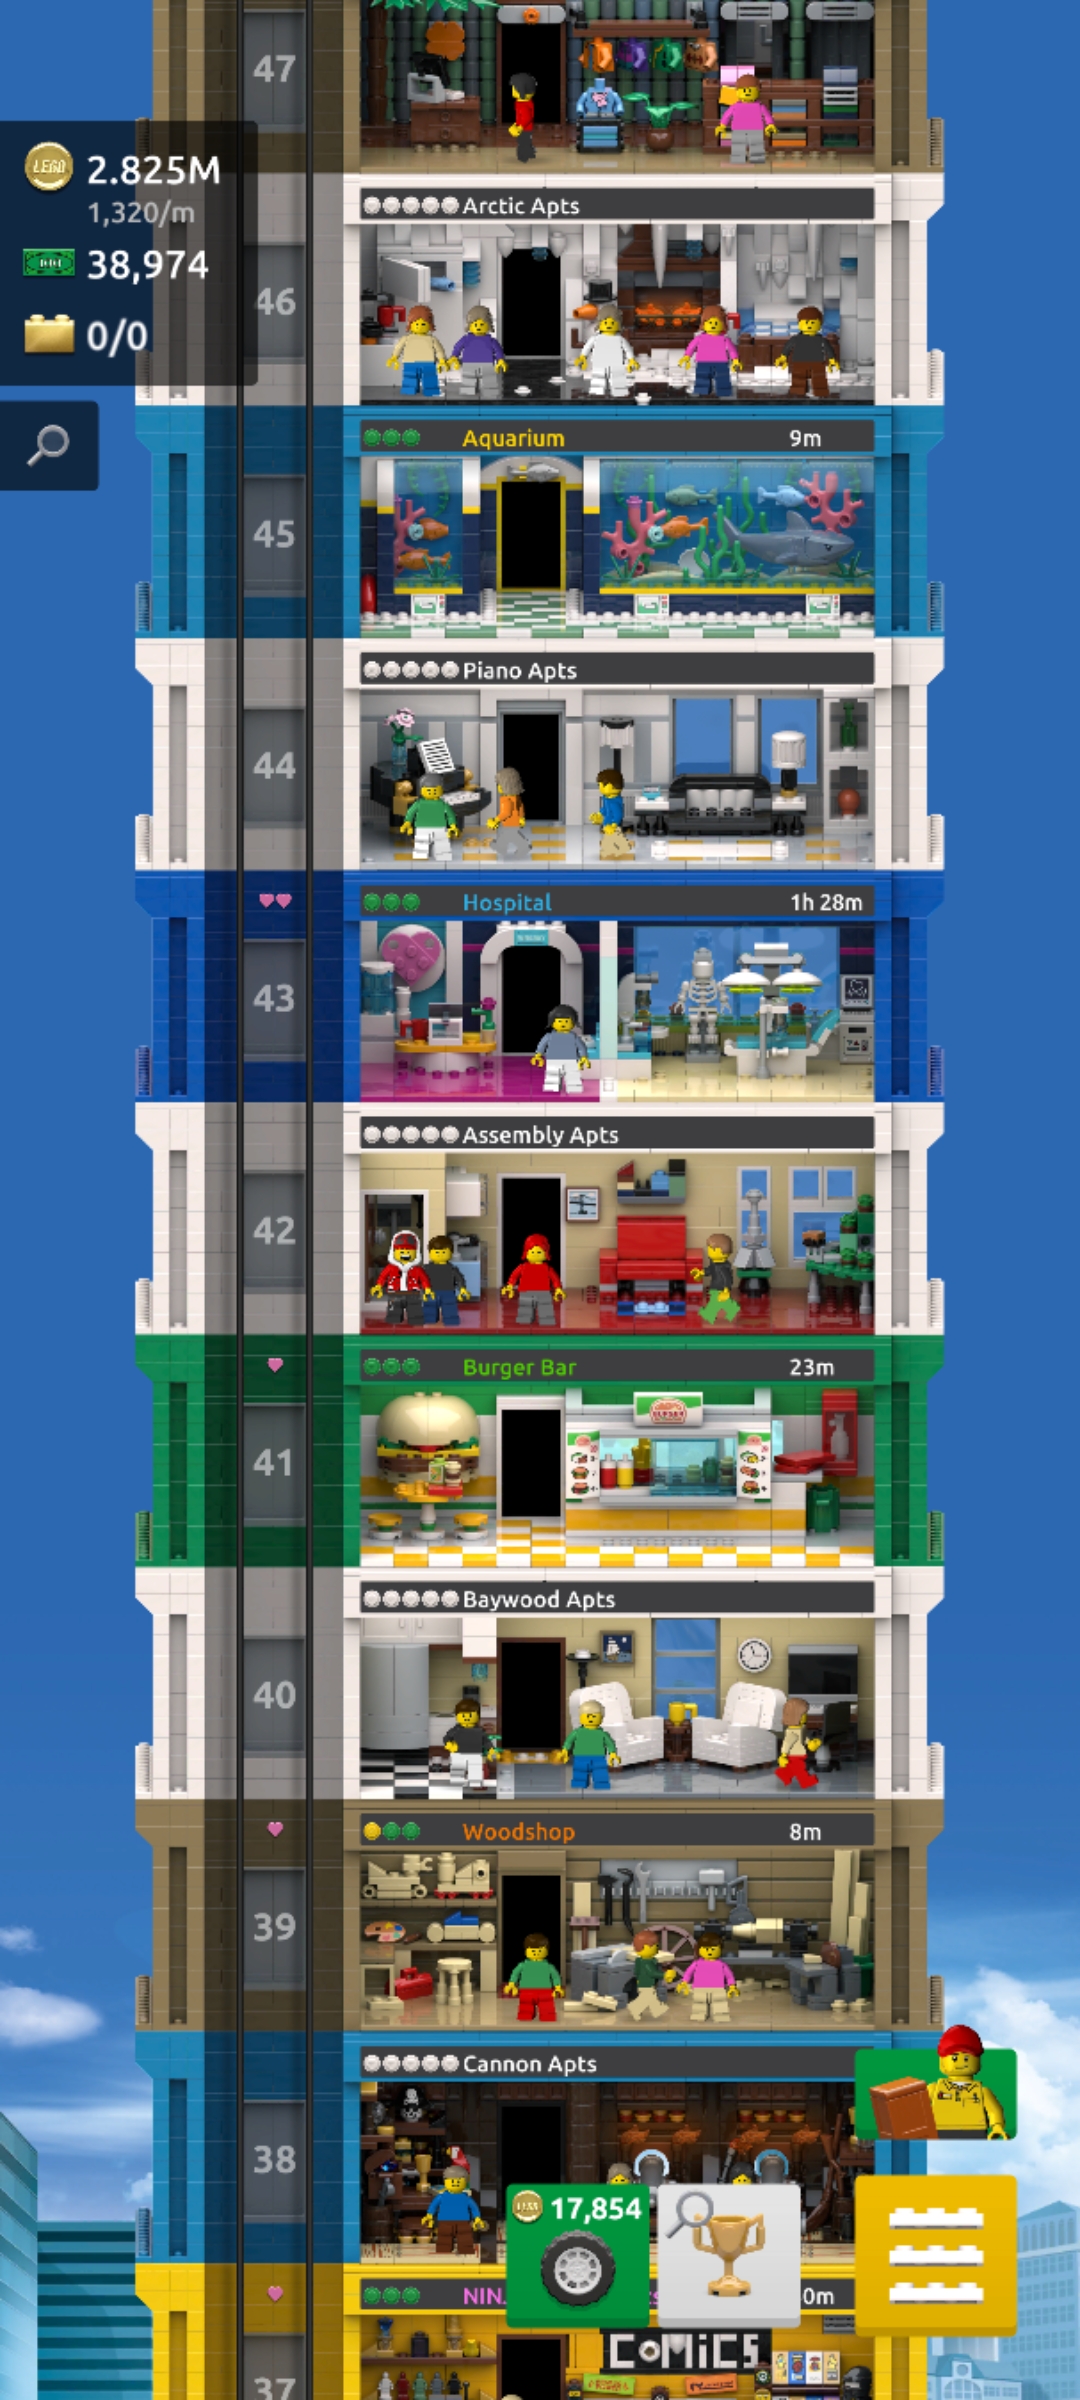 47
LEGO 2.825M
1,320/m
38,974
0/0
Arctic Apts
46
Aquarium 9m
45
Piano Apts
44
Hospital 1h 28m
43
Assembly Apts
42
Burger Bar 23m
41
Baywood Apts
40
Woodshop 8m
39
Cannon Apts
38
17,854
NIN 0m
COMiCS
37